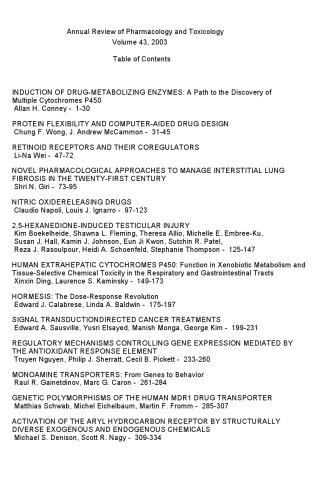 Annual Review of Pharmacology and Toxicology
Volume 43, 2003
Table of Contents
INDUCTION OF DRUG-METABOLIZING ENZYMES: A Path to the Discovery of
Multiple Cytochromes P450
Allan H. Conney - 1-30
PROTEIN FLEXIBILITY AND COMPUTER-AIDED DRUG DESIGN
Chung F. Wong, J. Andrew McCammon - 31-45
RETINOID RECEPTORS AND THEIR COREGULATORS
Li-Na Wei - 47-72
NOVEL PHARMACOLOGICAL APPROACHES TO MANAGE INTERSTITIAL LUNG
FIBROSIS IN THE TWENTY-FIRST CENTURY
Shri N. Giri - 73-95
NITRIC OXIDERELEASING DRUGS
Claudio Napoli, Louis J. Ignarro - 97-123
2,5-HEXANEDIONE-INDUCED TESTICULAR INJURY
Kim Boekelheide, Shawna L. Fleming, Theresa Allio, Michelle E. Embree-Ku,
Susan J. Hall, Kamin J. Johnson, Eun Ji Kwon, Sutchin R. Patel,
Reza J. Rasoulpour, Heidi A. Schoenfeld, Stephanie Thompson - 125-147
HUMAN EXTRAHEPATIC CYTOCHROMES P450: Function in Xenobiotic Metabolism and
Tissue-Selective Chemical Toxicity in the Respiratory and Gastrointestinal Tracts
Xinxin Ding, Laurence S. Kaminsky - 149-173
HORMESIS: The Dose-Response Revolution
Edward J. Calabrese, Linda A. Baldwin - 175-197
SIGNAL TRANSDUCTIONDIRECTED CANCER TREATMENTS
Edward A. Sausville, Yusri Elsayed, Manish Monga, George Kim - 199-231
REGULATORY MECHANISMS CONTROLLING GENE EXPRESSION MEDIATED BY
THE ANTIOXIDANT RESPONSE ELEMENT
Truyen Nguyen, Philip J. Sherratt, Cecil B. Pickett - 233-260
MONOAMINE TRANSPORTERS: From Genes to Behavior
Raul R. Gainetdinov, Marc G. Caron - 261-284
GENETIC POLYMORPHISMS OF THE HUMAN MDR1 DRUG TRANSPORTER
Matthias Schwab, Michel Eichelbaum, Martin F. Fromm - 285-307
ACTIVATION OF THE ARYL HYDROCARBON RECEPTOR BY STRUCTURALLY
DIVERSE EXOGENOUS AND ENDOGENOUS CHEMICALS
Michael S. Denison, Scott R. Nagy - 309-334